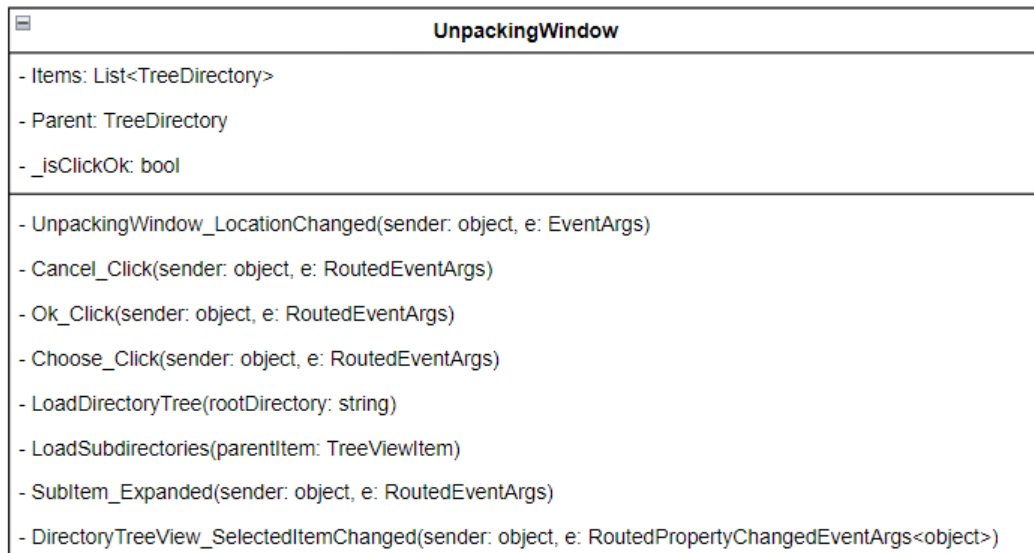 UnpackingWindow
- Items: List<TreeDirectory>
- Parent: TreeDirectory
- _isClickOk: bool
- UnpackingWindow_LocationChanged(sender: object, e: EventArgs)
- Cancel_Click(sender: object, e: RoutedEventArgs)
- Ok_Click(sender: object, e: RoutedEventArgs)
- Choose_Click(sender: object, e: RoutedEventArgs)
- LoadDirectoryTree(rootDirectory: string)
- LoadSubdirectories(parentItem: TreeViewItem)
- SubItem_Expanded(sender: object, e: RoutedEventArgs)
- DirectoryTreeView_SelectedItemChanged(sender: object, e: RoutedPropertyChangedEventArgs<object>)